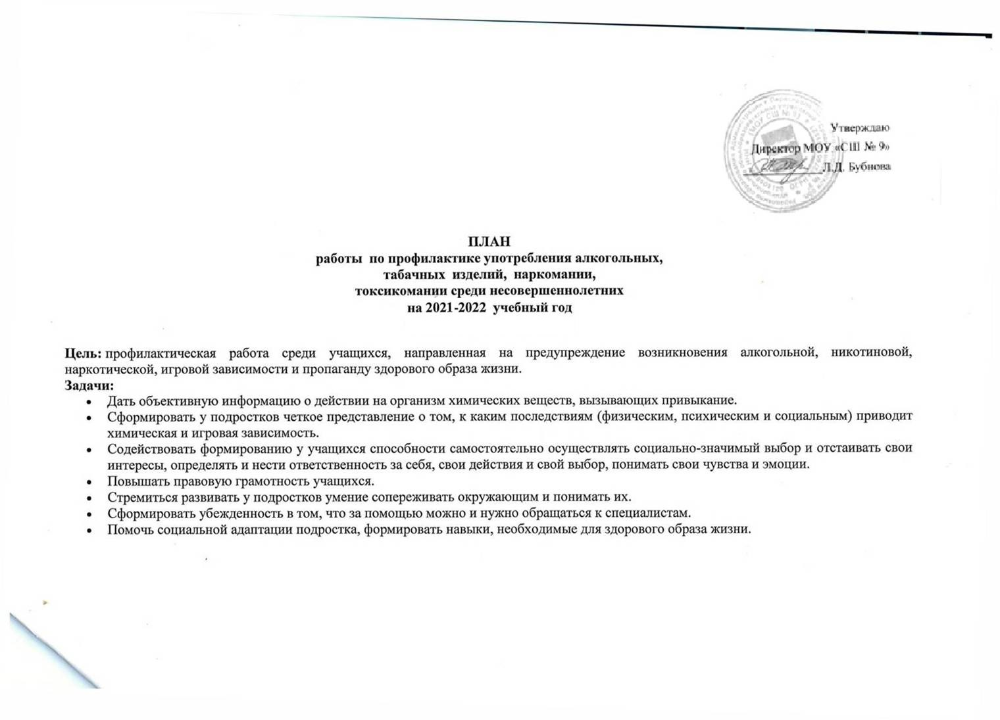 Утверждаю
Директор МОУ «СШ № 9»
Л.Д. Бубнова
ПЛАН
работы по профилактике употребления алкогольных,
табачных изделий, наркомании,
токсикомании среди несовершеннолетних
на 2021-2022 учебный год
Цель: профилактическая работа среди учащихся, направленная на предупреждение возникновения алкогольной, никотиновой,
наркотической, игровой зависимости и пропаганду здорового образа жизни.
Задачи:
• Дать объективную информацию о действии на организм химических веществ, вызывающих привыкание.
• Сформировать у подростков четкое представление о том, к каким последствиям (физическим, психическим и социальным) приводит
химическая и игровая зависимость.
• Содействовать формированию у учащихся способности самостоятельно осуществлять социально-значимый выбор и отстаивать свои
интересы, определять и нести ответственность за себя, свои действия и свой выбор, понимать свои чувства и эмоции.
• Повышать правовую грамотность учащихся.
• Стремиться развивать у подростков умение сопереживать окружающим и понимать их.
• Сформировать убежденность в том, что за помощью можно и нужно обращаться к специалистам.
• Помочь социальной адаптации подростка, формировать навыки, необходимые для здорового образа жизни.